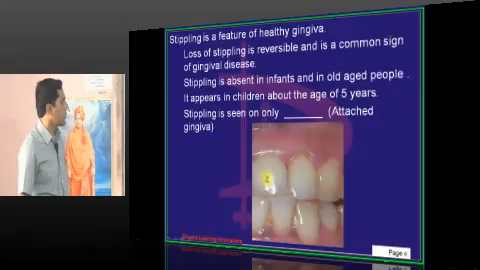 Stippling is a feature of healthy gingiva.
Loss of stippling is reversible and is a common sign
of gingival disease.
Stippling is absent in infants and in old aged people .
It appears in children about the age of 5 years.
Stippling is seen on only ________ (Attached
gingiva)
Page 6